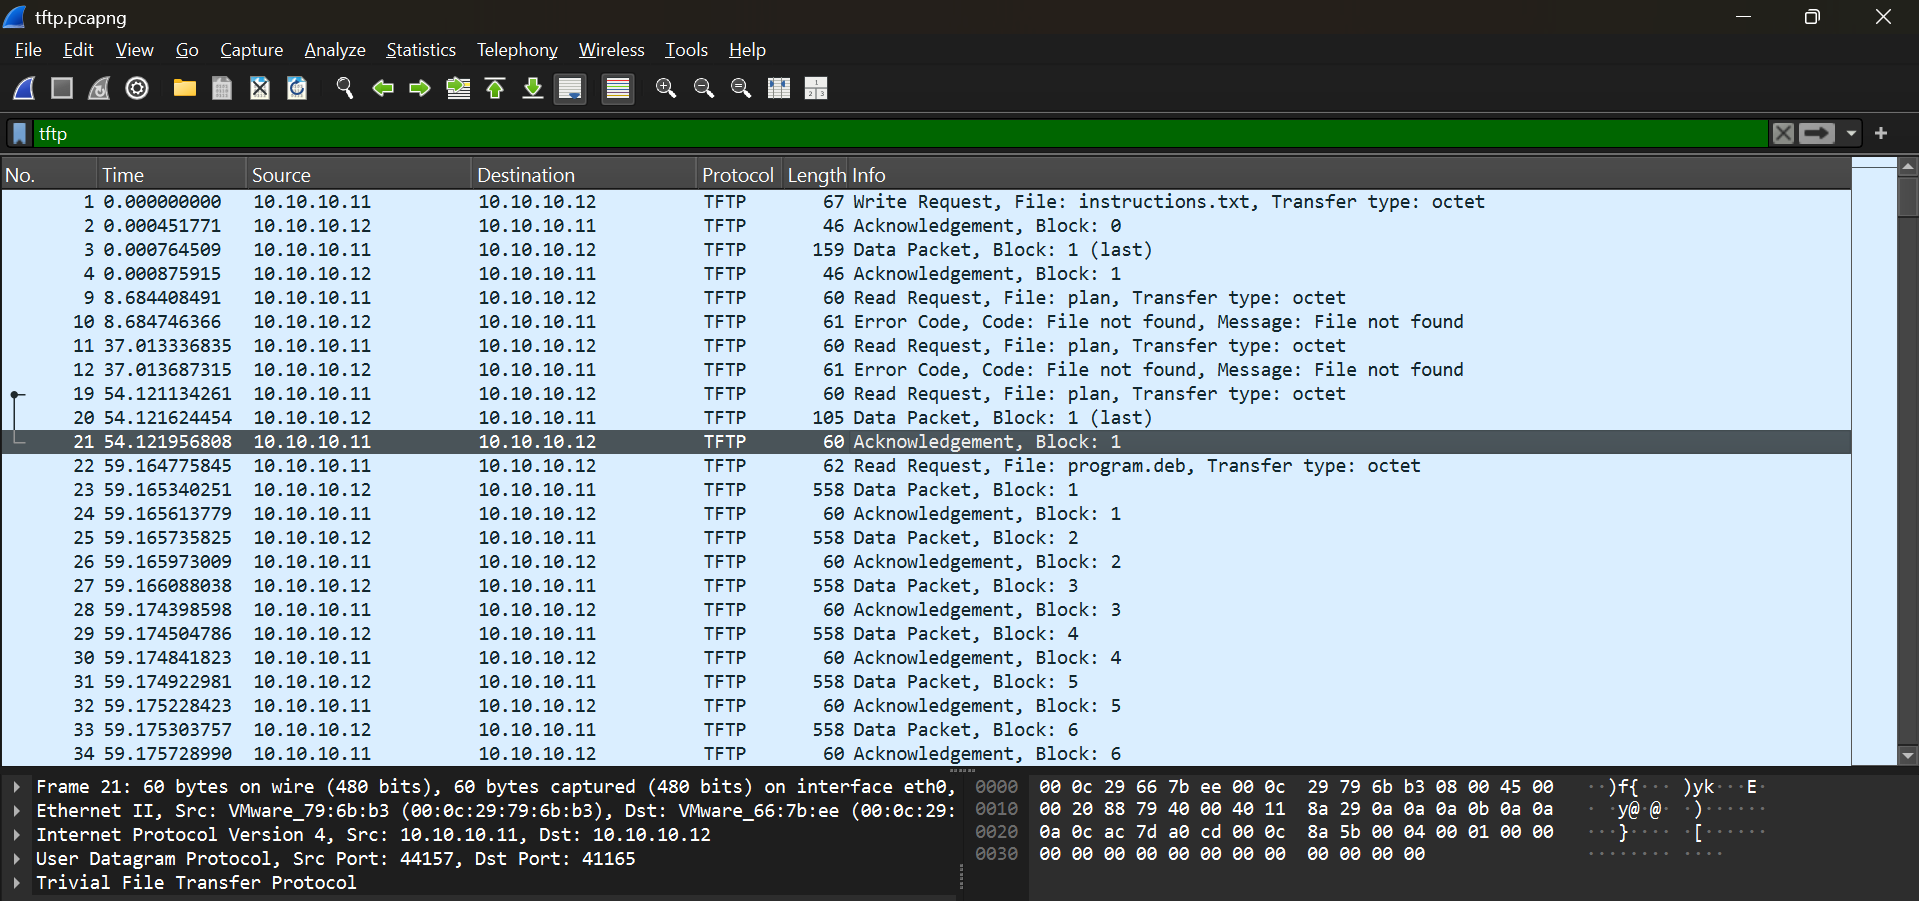 tftp.pcapng
File Edit View Go Capture Analyze Statistics Telephony Wireless Tools Help
tftp
No. Time Source Destination Protocol Length Info
1 0.000000000 10.10.10.11 10.10.10.12 TFTP 67 Write Request, File: instructions.txt, Transfer type: octet
2 0.000451771 10.10.10.12 10.10.10.11 TFTP 46 Acknowledgement, Block: 0
3 0.000764509 10.10.10.11 10.10.10.12 TFTP 159 Data Packet, Block: 1 (last)
4 0.000875915 10.10.10.12 10.10.10.11 TFTP 46 Acknowledgement, Block: 1
9 8.684408491 10.10.10.11 10.10.10.12 TFTP 60 Read Request, File: plan, Transfer type: octet
10 8.684746366 10.10.10.12 10.10.10.11 TFTP 61 Error Code, Code: File not found, Message: File not found
11 37.013336835 10.10.10.11 10.10.10.12 TFTP 60 Read Request, File: plan, Transfer type: octet
12 37.013687315 10.10.10.12 10.10.10.11 TFTP 61 Error Code, Code: File not found, Message: File not found
19 54.121134261 10.10.10.11 10.10.10.12 TFTP 60 Read Request, File: plan, Transfer type: octet
20 54.121624454 10.10.10.12 10.10.10.11 TFTP 105 Data Packet, Block: 1 (last)
21 54.121956808 10.10.10.11 10.10.10.12 TFTP 60 Acknowledgement, Block: 1
22 59.164775845 10.10.10.11 10.10.10.12 TFTP 62 Read Request, File: program.deb, Transfer type: octet
23 59.165340251 10.10.10.12 10.10.10.11 TFTP 558 Data Packet, Block: 1
24 59.165613779 10.10.10.11 10.10.10.12 TFTP 60 Acknowledgement, Block: 1
25 59.165735825 10.10.10.12 10.10.10.11 TFTP 558 Data Packet, Block: 2
26 59.165973009 10.10.10.11 10.10.10.12 TFTP 60 Acknowledgement, Block: 2
27 59.166088038 10.10.10.12 10.10.10.11 TFTP 558 Data Packet, Block: 3
28 59.174398598 10.10.10.11 10.10.10.12 TFTP 60 Acknowledgement, Block: 3
29 59.174504786 10.10.10.12 10.10.10.11 TFTP 558 Data Packet, Block: 4
30 59.174841823 10.10.10.11 10.10.10.12 TFTP 60 Acknowledgement, Block: 4
31 59.174922981 10.10.10.12 10.10.10.11 TFTP 558 Data Packet, Block: 5
32 59.175228423 10.10.10.11 10.10.10.12 TFTP 60 Acknowledgement, Block: 5
33 59.175303757 10.10.10.12 10.10.10.11 TFTP 558 Data Packet, Block: 6
34 59.175728990 10.10.10.11 10.10.10.12 TFTP 60 Acknowledgement, Block: 6
Frame 21: 60 bytes on wire (480 bits), 60 bytes captured (480 bits) on interface eth0,
Ethernet II, Src: VMware_79:6b:b3 (00:0c:29:79:6b:b3), Dst: VMware_66:7b:ee (00:0c:29:
Internet Protocol Version 4, Src: 10.10.10.11, Dst: 10.10.10.12
User Datagram Protocol, Src Port: 44157, Dst Port: 41165
Trivial File Transfer Protocol
0000 00 0c 29 66 7b ee 00 0c 29 79 6b b3 08 00 45 00 ··)f{··· )yk···E·
0010 00 20 88 79 40 00 40 11 8a 29 0a 0a 0a 0b 0a 0a · ·y@·@· ·)······
0020 0a 0c ac 7d a0 cd 00 0c 8a 5b 00 04 00 01 00 00 ···}···· ·[······
0030 00 00 00 00 00 00 00 00 00 00 00 00 ········ ····